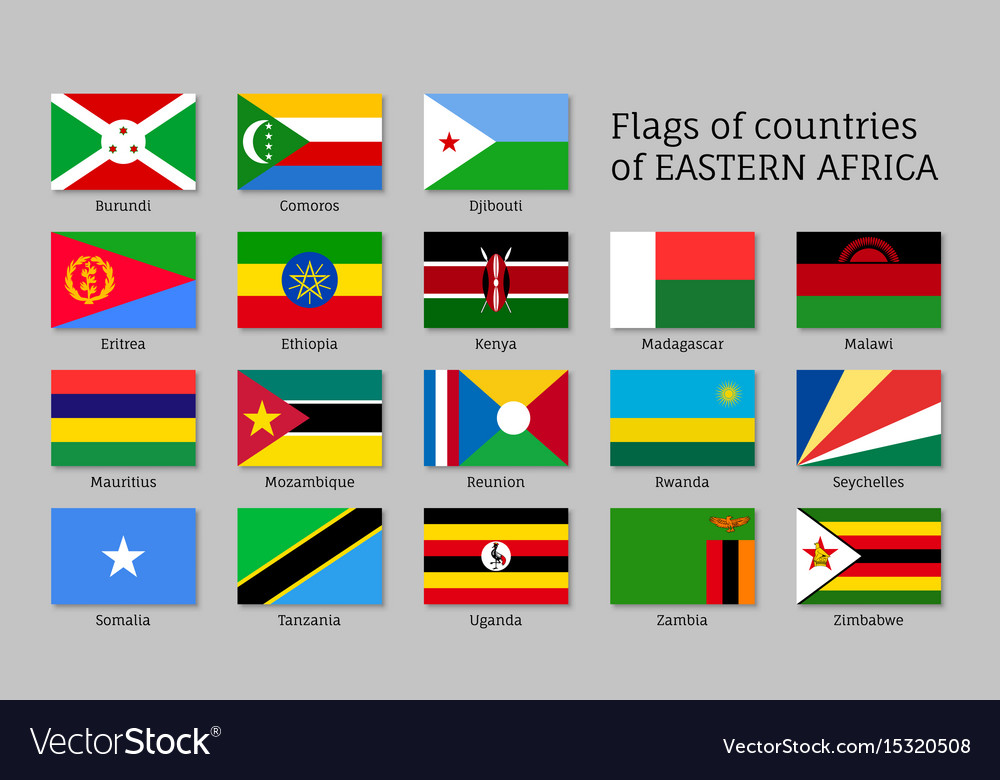 Flags of countries
of EASTERN AFRICA
Burundi
Comoros
Djibouti
Eritrea
Ethiopia
Kenya
Madagascar
Malawi
Mauritius
Mozambique
Reunion
Rwanda
Seychelles
Somalia
Tanzania
Uganda
Zambia
Zimbabwe
VectorStock®
VectorStock.com/15320508